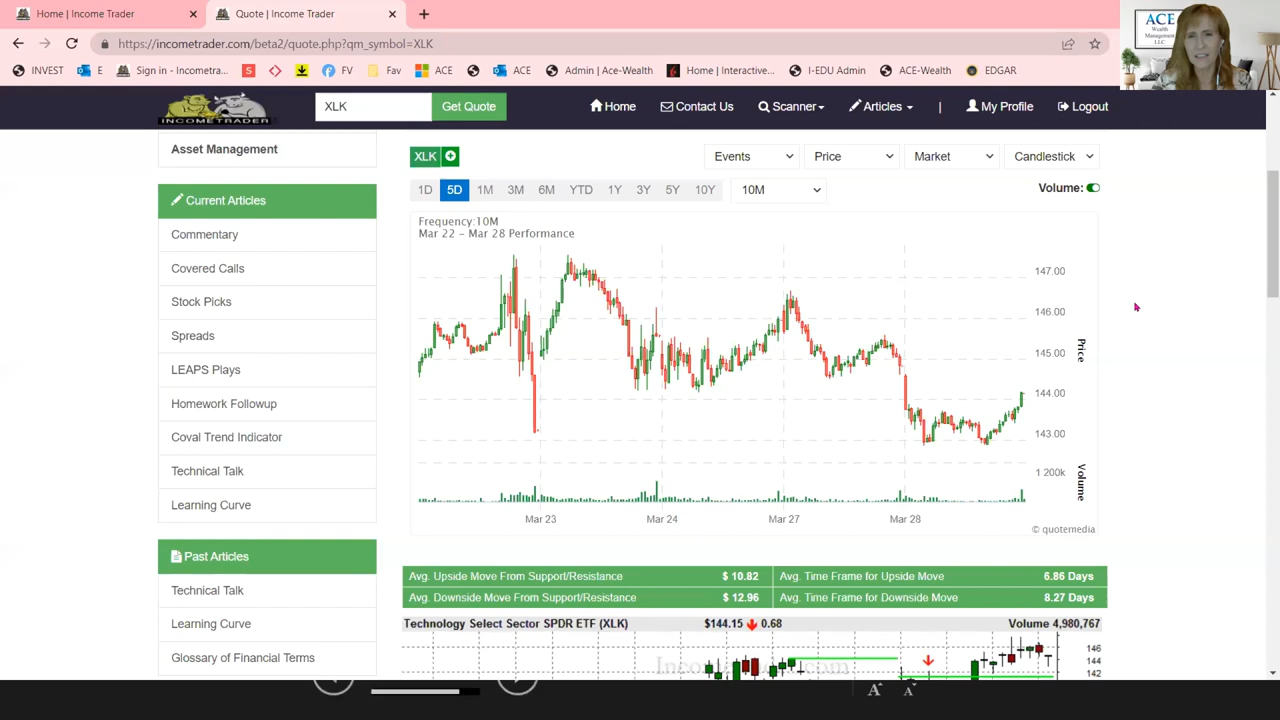 Home | Income Trader
Quote | Income Trader
https://incometrader.com/beta2/quote.php?qm_symbol=XLK
INVEST
E
Sign in - Incometra...
FV
Fav
ACE
ACE
Admin | Ace-Wealth
Home | Interactive...
I-EDU Admin
ACE-Wealth
EDGAR
ACE
Wealth
Management
LLC
INCOMETRADER
XLK
Get Quote
Home
Contact Us
Scanner
Articles
|
My Profile
Logout
Asset Management
Current Articles
Commentary
Covered Calls
Stock Picks
Spreads
LEAPS Plays
Homework Followup
Coval Trend Indicator
Technical Talk
Learning Curve
Past Articles
Technical Talk
Learning Curve
Glossary of Financial Terms
XLK
Events
Price
Market
Candlestick
1D 5D 1M 3M 6M YTD 1Y 3Y 5Y 10Y
10M
Volume:
Frequency:10M
Mar 22 - Mar 28 Performance
147.00
146.00
145.00
144.00
143.00
Price
1 200k
Volume
Mar 23
Mar 24
Mar 27
Mar 28
© quotemedia
Avg. Upside Move From Support/Resistance $ 10.82
Avg. Time Frame for Upside Move 6.86 Days
Avg. Downside Move From Support/Resistance $ 12.96
Avg. Time Frame for Downside Move 8.27 Days
Technology Select Sector SPDR ETF (XLK) $144.15 0.68 Volume 4,980,767
146
144
142
A
A